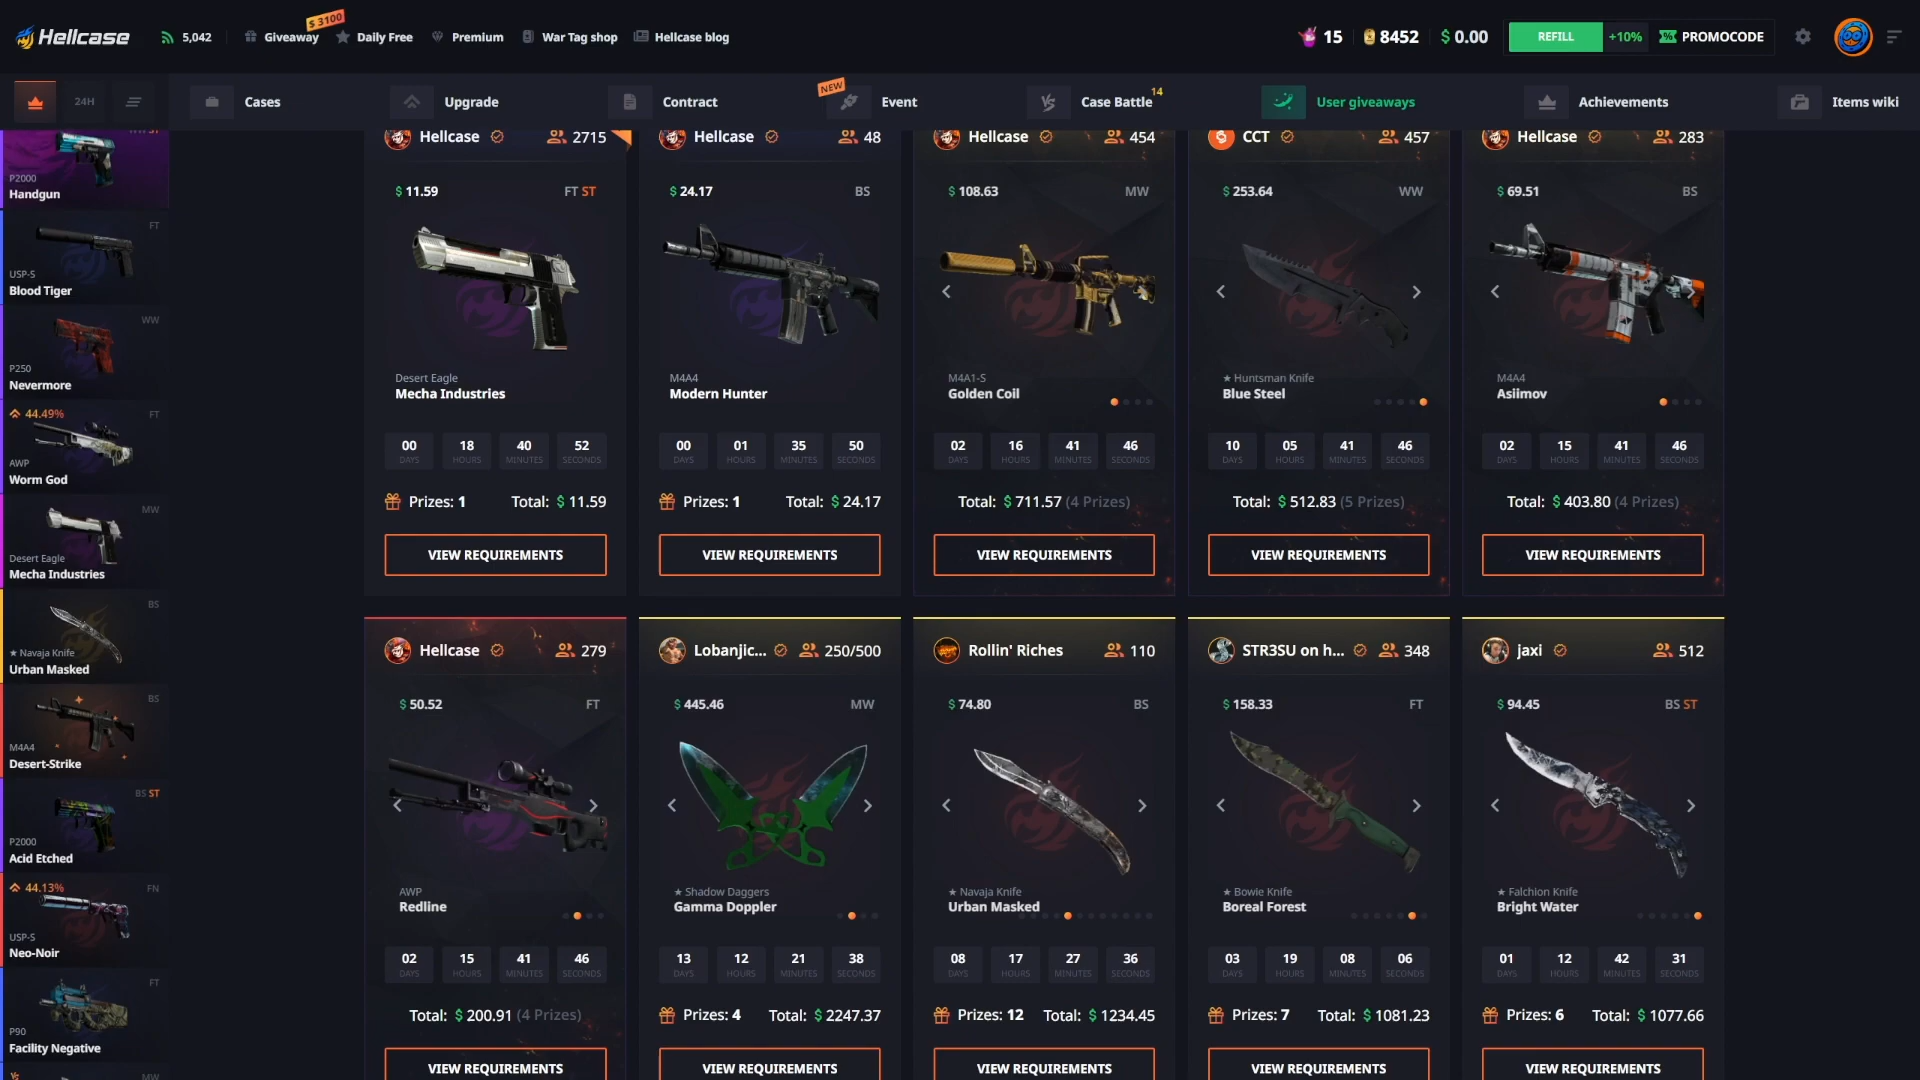 Hellcase
5,042
Giveaway
$ 3100
Daily Free
Premium
War Tag shop
Hellcase blog
15
8452
$ 0.00
REFILL
+10%
PROMOCODE
24H
Cases
Upgrade
Contract
NEW
Event
Case Battle
14
User giveaways
Achievements
Items wiki
P2000
Handgun
FT
USP-S
Blood Tiger
WW
P250
Nevermore
44.49%
FT
AWP
Worm God
MW
Desert Eagle
Mecha Industries
BS
★ Navaja Knife
Urban Masked
BS
M4A4
Desert-Strike
BS ST
P2000
Acid Etched
44.13%
FN
USP-S
Neo-Noir
FT
P90
Facility Negative
MW
Hellcase 2715
$ 11.59 FT ST
Desert Eagle
Mecha Industries
00 18 40 52
DAYS HOURS MINUTES SECONDS
Prizes: 1 Total: $ 11.59
VIEW REQUIREMENTS
Hellcase 48
$ 24.17 BS
M4A4
Modern Hunter
00 01 35 50
DAYS HOURS MINUTES SECONDS
Prizes: 1 Total: $ 24.17
VIEW REQUIREMENTS
Hellcase 454
$ 108.63 MW
M4A1-S
Golden Coil
02 16 41 46
DAYS HOURS MINUTES SECONDS
Total: $ 711.57 (4 Prizes)
VIEW REQUIREMENTS
CCT 457
$ 253.64 WW
★ Huntsman Knife
Blue Steel
10 05 41 46
DAYS HOURS MINUTES SECONDS
Total: $ 512.83 (5 Prizes)
VIEW REQUIREMENTS
Hellcase 283
$ 69.51 BS
M4A4
Asiimov
02 15 41 46
DAYS HOURS MINUTES SECONDS
Total: $ 403.80 (4 Prizes)
VIEW REQUIREMENTS
Hellcase 279
$ 50.52 FT
AWP
Redline
02 15 41 46
DAYS HOURS MINUTES SECONDS
Total: $ 200.91 (4 Prizes)
VIEW REQUIREMENTS
Lobanjic... 250/500
$ 445.46 MW
★ Shadow Daggers
Gamma Doppler
13 12 21 38
DAYS HOURS MINUTES SECONDS
Prizes: 4 Total: $ 2247.37
VIEW REQUIREMENTS
Rollin' Riches 110
$ 74.80 BS
★ Navaja Knife
Urban Masked
08 17 27 36
DAYS HOURS MINUTES SECONDS
Prizes: 12 Total: $ 1234.45
VIEW REQUIREMENTS
STR3SU on h... 348
$ 158.33 FT
★ Bowie Knife
Boreal Forest
03 19 08 06
DAYS HOURS MINUTES SECONDS
Prizes: 7 Total: $ 1081.23
VIEW REQUIREMENTS
jaxi 512
$ 94.45 BS ST
★ Falchion Knife
Bright Water
01 12 42 31
DAYS HOURS MINUTES SECONDS
Prizes: 6 Total: $ 1077.66
VIEW REQUIREMENTS